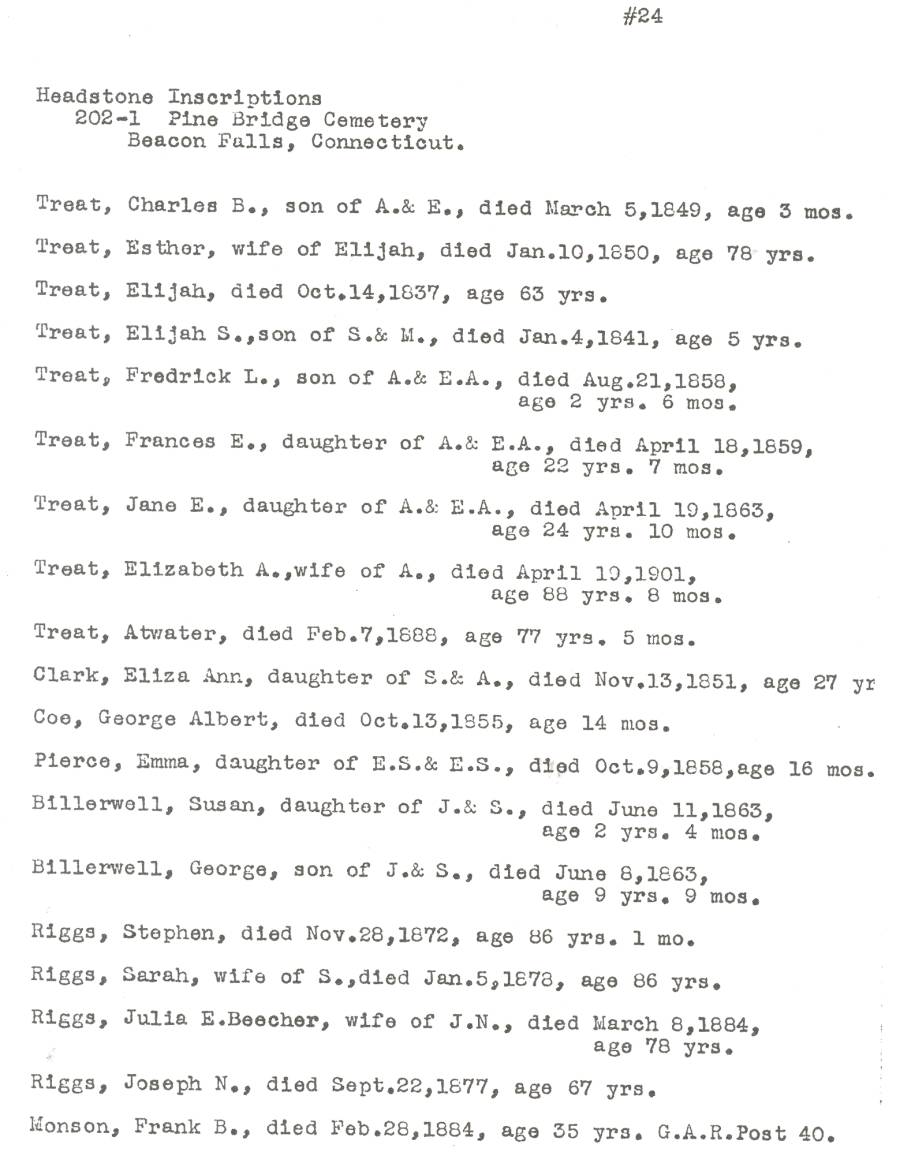 #24
Headstone Inscriptions
202-1 Pine Bridge Cemetery
Beacon Falls, Connecticut.
Treat, Charles B., son of A.& E., died March 5,1849, age 3 mos.
Treat, Esther, wife of Elijah, died Jan.10,1850, age 78 yrs.
Treat, Elijah, died Oct.14,1837, age 63 yrs.
Treat, Elijah S.,son of S.& M., died Jan.4,1841, age 5 yrs.
Treat, Fredrick L., son of A.& E.A., died Aug.21,1858,
age 2 yrs. 6 mos.
Treat, Frances E., daughter of A.& E.A., died April 18,1859,
age 22 yrs. 7 mos.
Treat, Jane E., daughter of A.& E.A., died April 19,1863,
age 24 yrs. 10 mos.
Treat, Elizabeth A.,wife of A., died April 19,1901,
age 88 yrs. 8 mos.
Treat, Atwater, died Feb.7,1888, age 77 yrs. 5 mos.
Clark, Eliza Ann, daughter of S.& A., died Nov.13,1851, age 27 yr
Coe, George Albert, died Oct.13,1855, age 14 mos.
Pierce, Emma, daughter of E.S.& E.S., died Oct.9,1858,age 16 mos.
Billerwell, Susan, daughter of J.& S., died June 11,1863,
age 2 yrs. 4 mos.
Billerwell, George, son of J.& S., died June 8,1863,
age 9 yrs. 9 mos.
Riggs, Stephen, died Nov.28,1872, age 86 yrs. 1 mo.
Riggs, Sarah, wife of S.,died Jan.5,1878, age 86 yrs.
Riggs, Julia E.Beecher, wife of J.N., died March 8,1884,
age 78 yrs.
Riggs, Joseph N., died Sept.22,1877, age 67 yrs.
Monson, Frank B., died Feb.28,1884, age 35 yrs. G.A.R.Post 40.